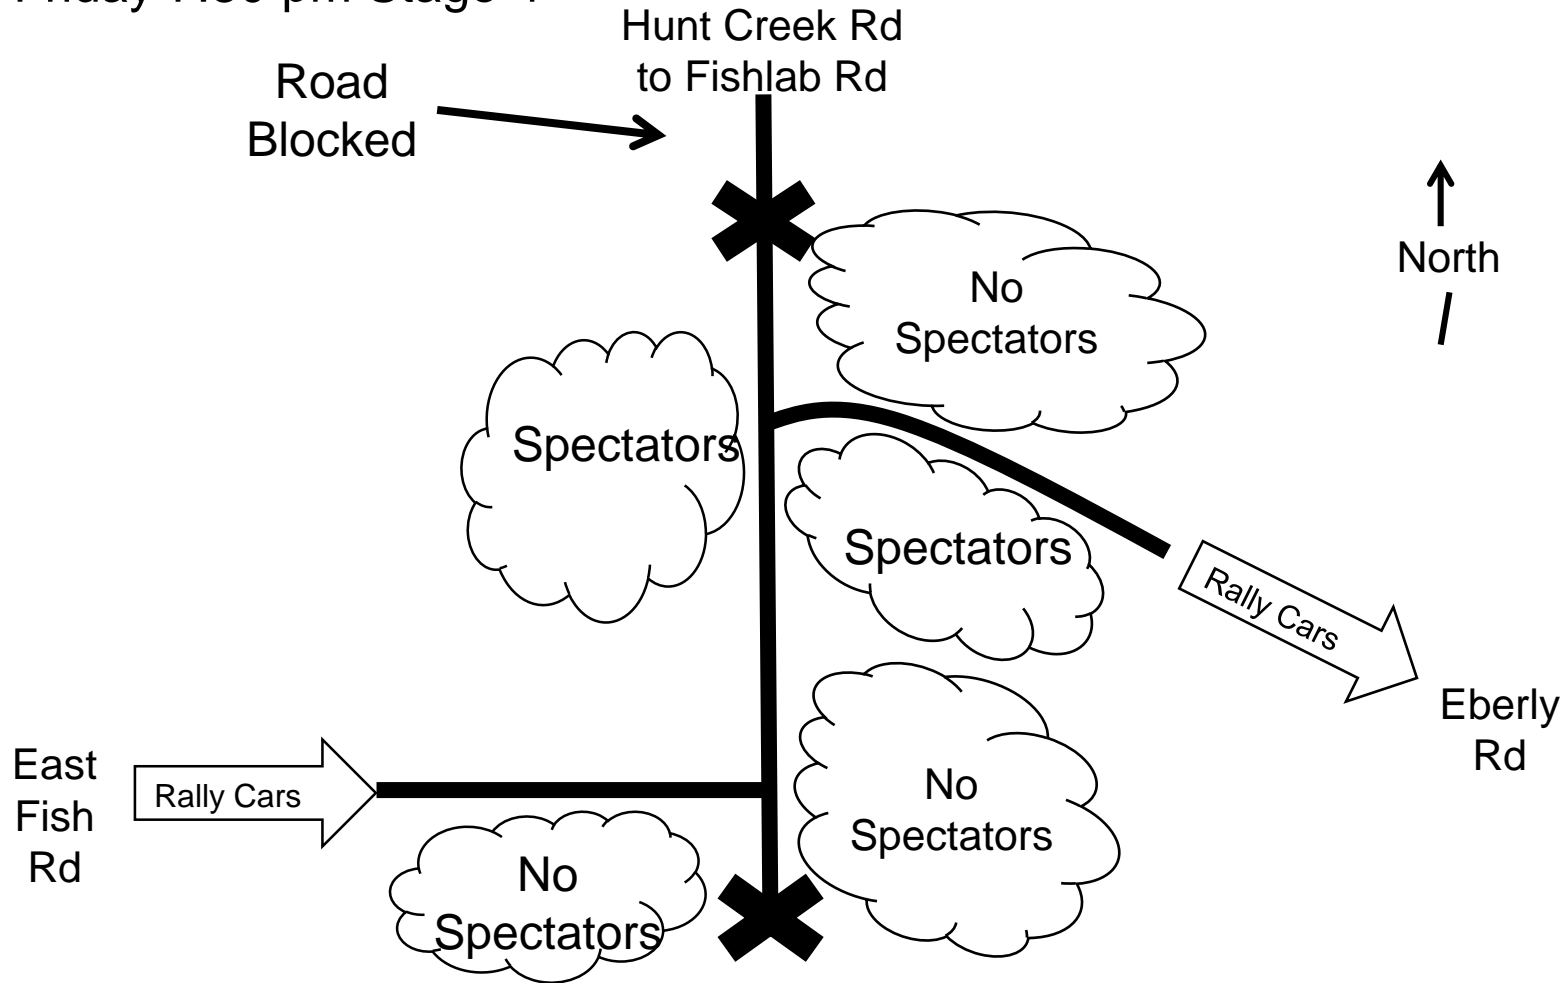 Hunt Creek Rd
to Fishlab Rd
Road
Blocked
North
No
Spectators
Spectators
Spectators
Rally Cars
Eberly
Rd
East
Fish
Rd
Rally Cars
No
Spectators
No
Spectators